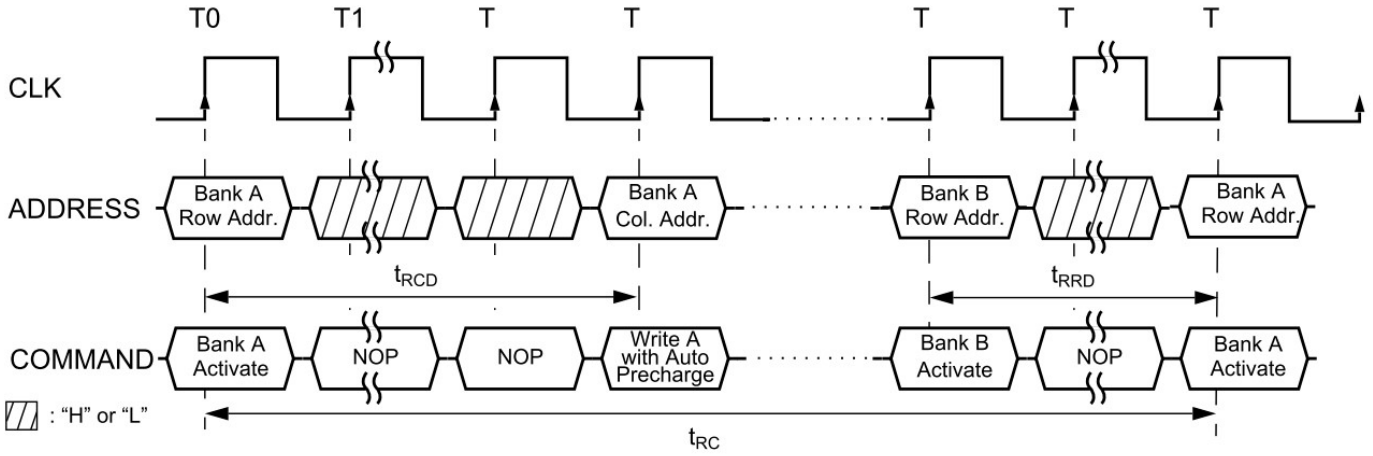 T0 T1 T T T T T
CLK
ADDRESS
Bank A
Row Addr.
Bank A
Col. Addr.
Bank B
Row Addr.
Bank A
Row Addr.
tRCD
tRRD
COMMAND
Bank A
Activate
NOP
NOP
Write A
with Auto
Precharge
Bank B
Activate
NOP
Bank A
Activate
: “H” or “L”
tRC